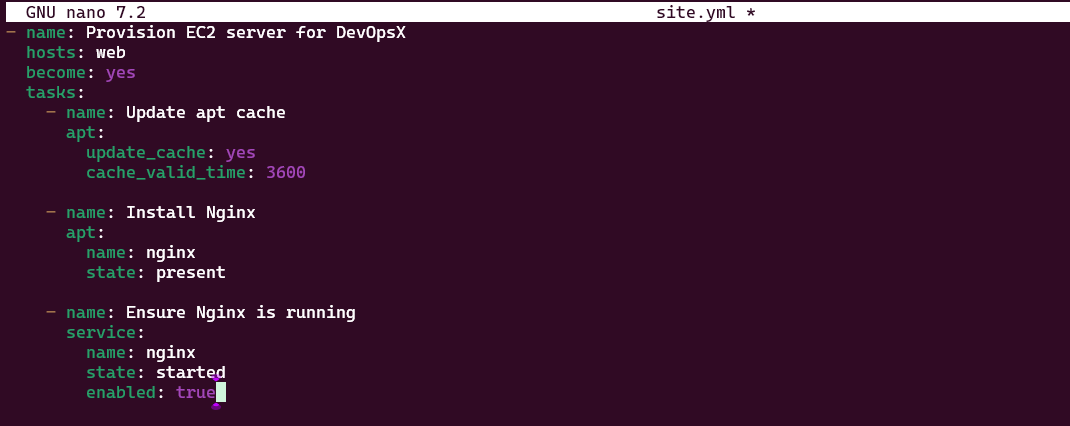 GNU nano 7.2 site.yml *
- name: Provision EC2 server for DevOpsX
  hosts: web
  become: yes
  tasks:
    - name: Update apt cache
      apt:
        update_cache: yes
        cache_valid_time: 3600

    - name: Install Nginx
      apt:
        name: nginx
        state: present

    - name: Ensure Nginx is running
      service:
        name: nginx
        state: started
        enabled: true